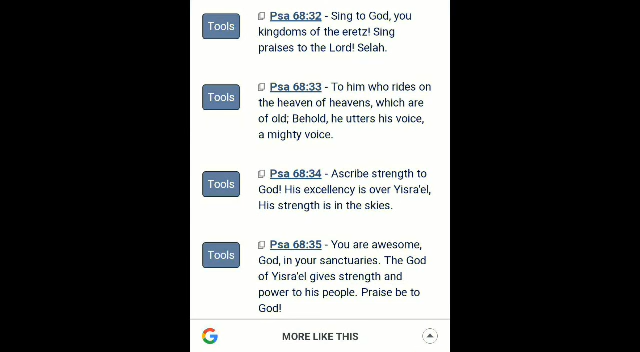 Tools
Psa 68:32 - Sing to God, you
kingdoms of the eretz! Sing
praises to the Lord! Selah.
Tools
Psa 68:33 - To him who rides on
the heaven of heavens, which are
of old; Behold, he utters his voice,
a mighty voice.
Tools
Psa 68:34 - Ascribe strength to
God! His excellency is over Yisra'el,
His strength is in the skies.
Tools
Psa 68:35 - You are awesome,
God, in your sanctuaries. The God
of Yisra'el gives strength and
power to his people. Praise be to
God!
G
MORE LIKE THIS